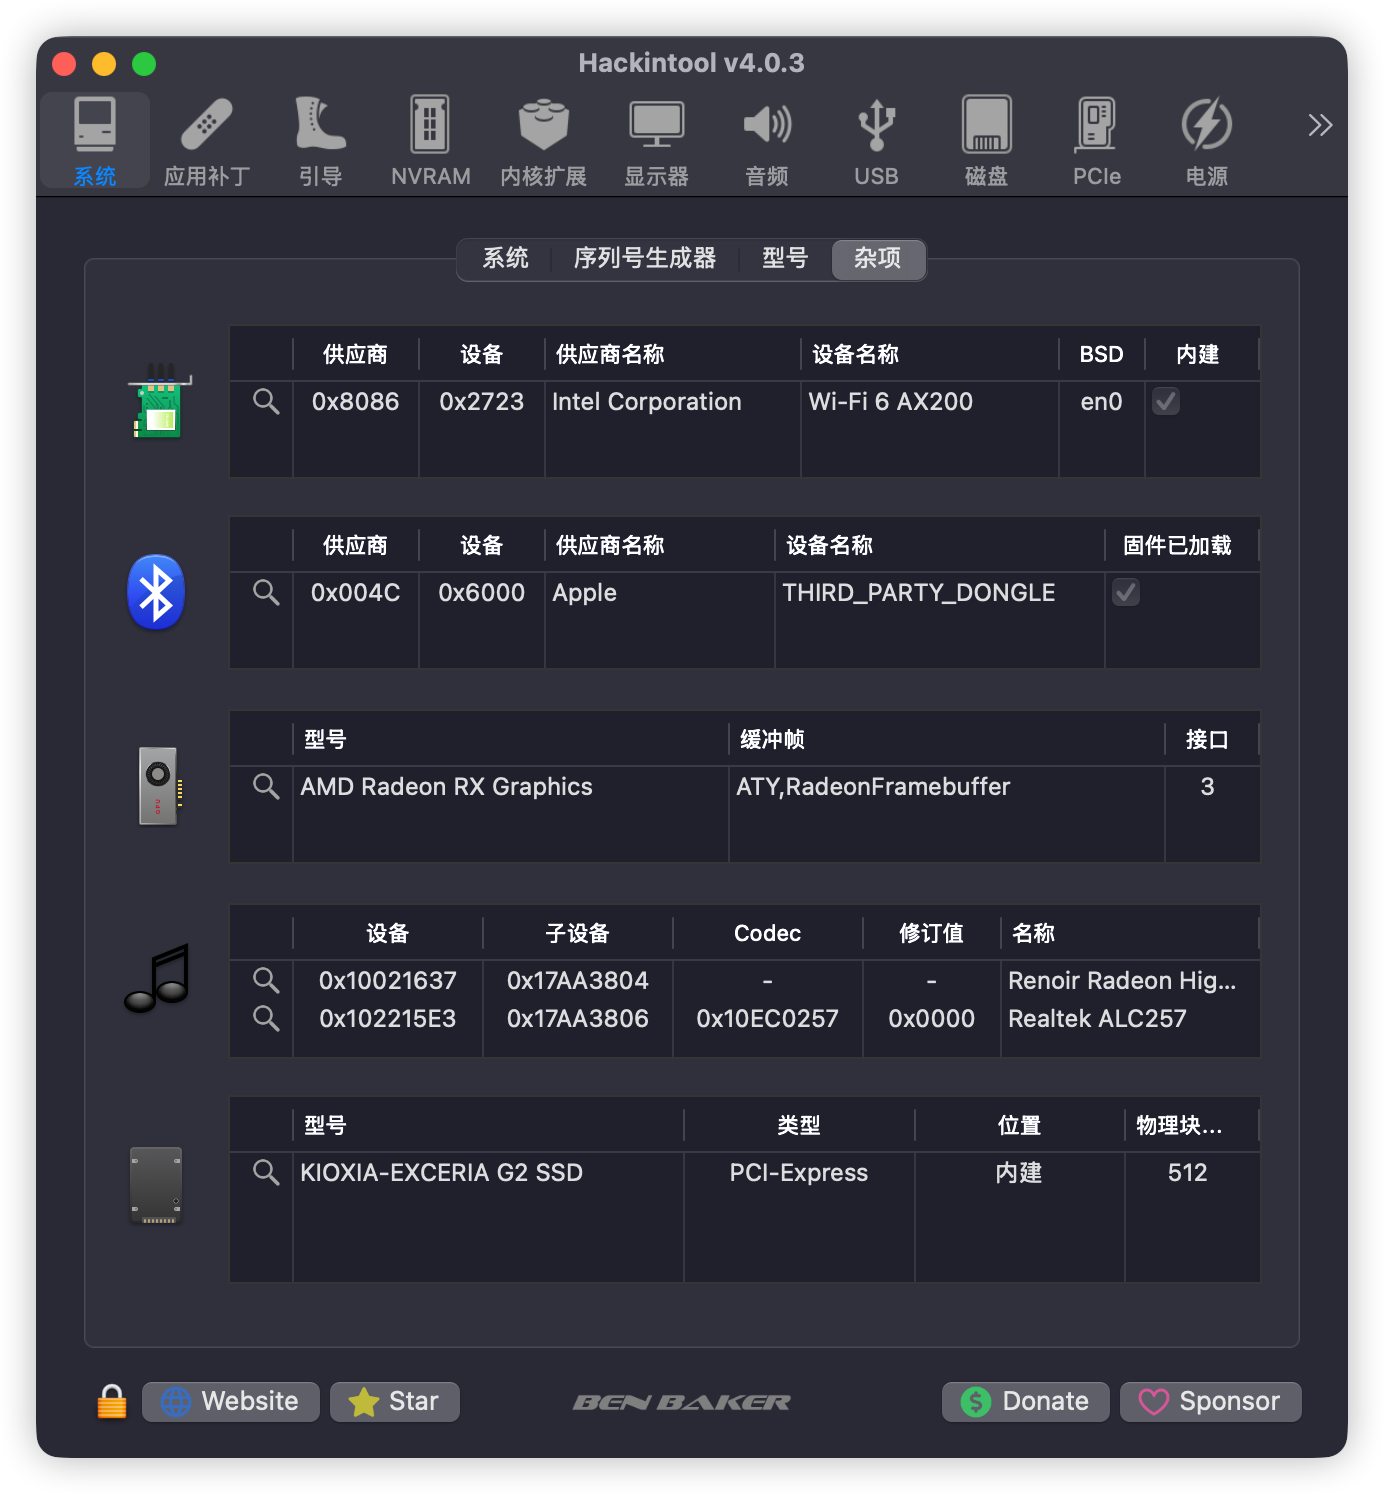 Hackintool v4.0.3
系统 应用补丁 引导 NVRAM 内核扩展 显示器 音频 USB 磁盘 PCIe 电源
系统 序列号生成器 型号 杂项
供应商 设备 供应商名称 设备名称 BSD 内建
0x8086 0x2723 Intel Corporation Wi-Fi 6 AX200 en0
供应商 设备 供应商名称 设备名称 固件已加载
0x004C 0x6000 Apple THIRD_PARTY_DONGLE
型号 缓冲帧 接口
AMD Radeon RX Graphics ATY,RadeonFramebuffer 3
设备 子设备 Codec 修订值 名称
0x10021637 0x17AA3804 - - Renoir Radeon Hig...
0x102215E3 0x17AA3806 0x10EC0257 0x0000 Realtek ALC257
型号 类型 位置 物理块...
KIOXIA-EXCERIA G2 SSD PCI-Express 内建 512
Website Star BEN BAKER Donate Sponsor